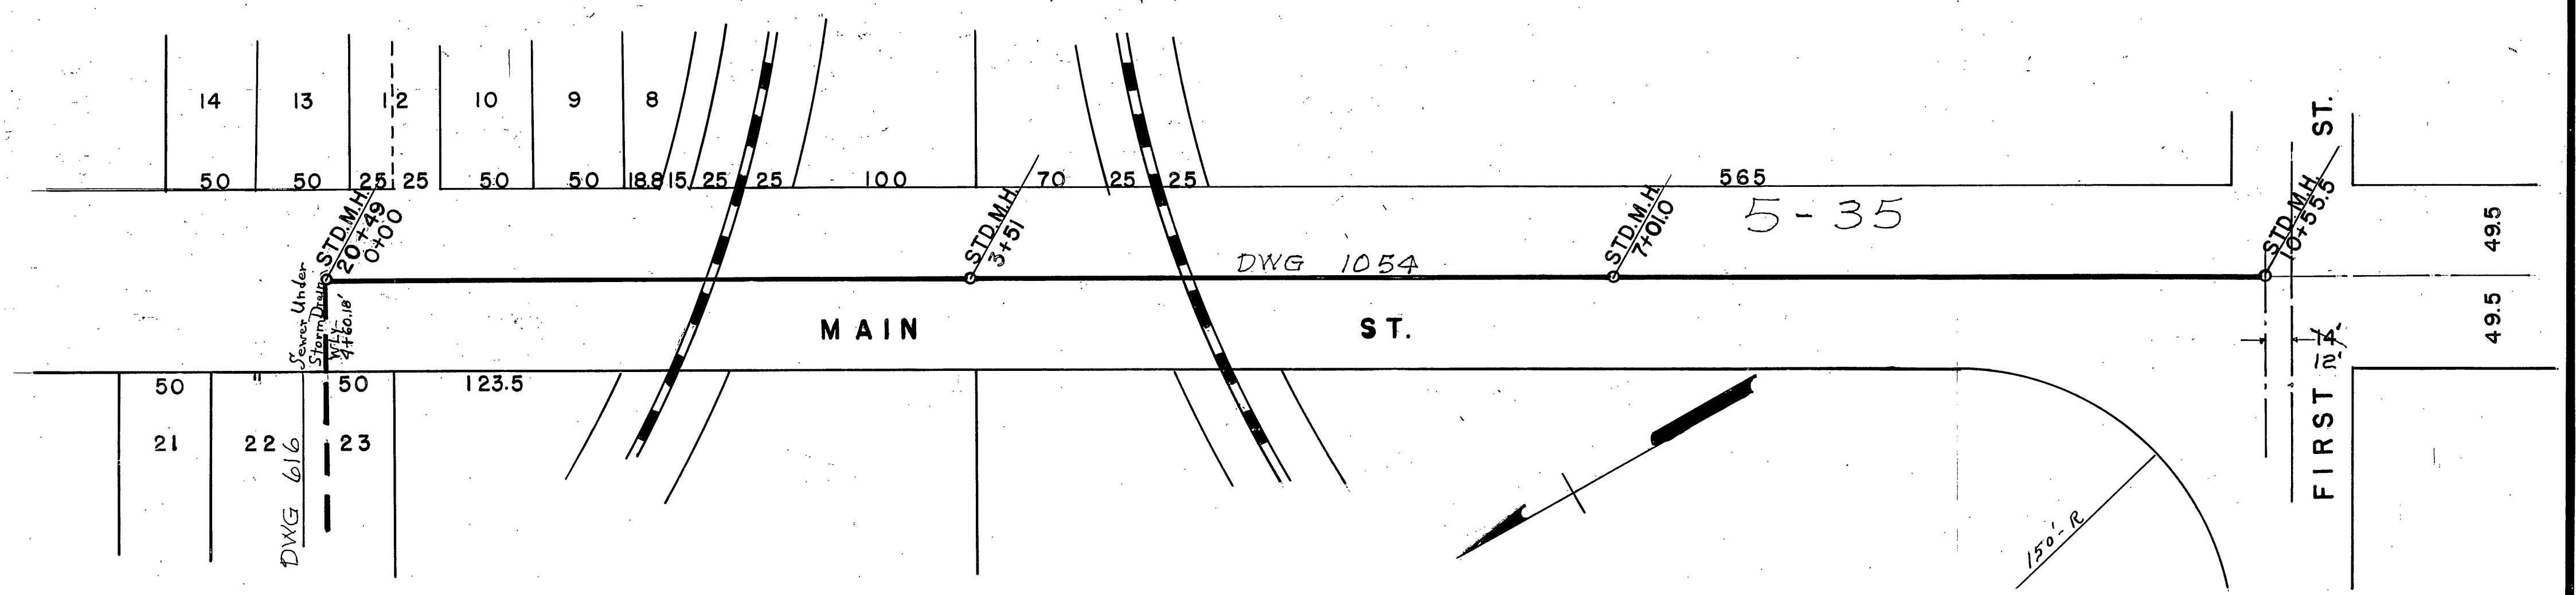 14 13 12 10 9 8
50 50 25 25 50 50 18.8 15 25 25 100 70 25 25 565
STD. M.H.
20+49
0+00
STD. M.H.
3+51
STD. M.H.
7+01.0
5-35
STD. M.H.
10+55.5
FIRST ST.
49.5
49.5
DWG 1054
MAIN ST.
Sewer Under
Storm Drain
WLY
4+60.18'
12'
50 " 50 123.5
21 22 23
DWG 616
150'-R